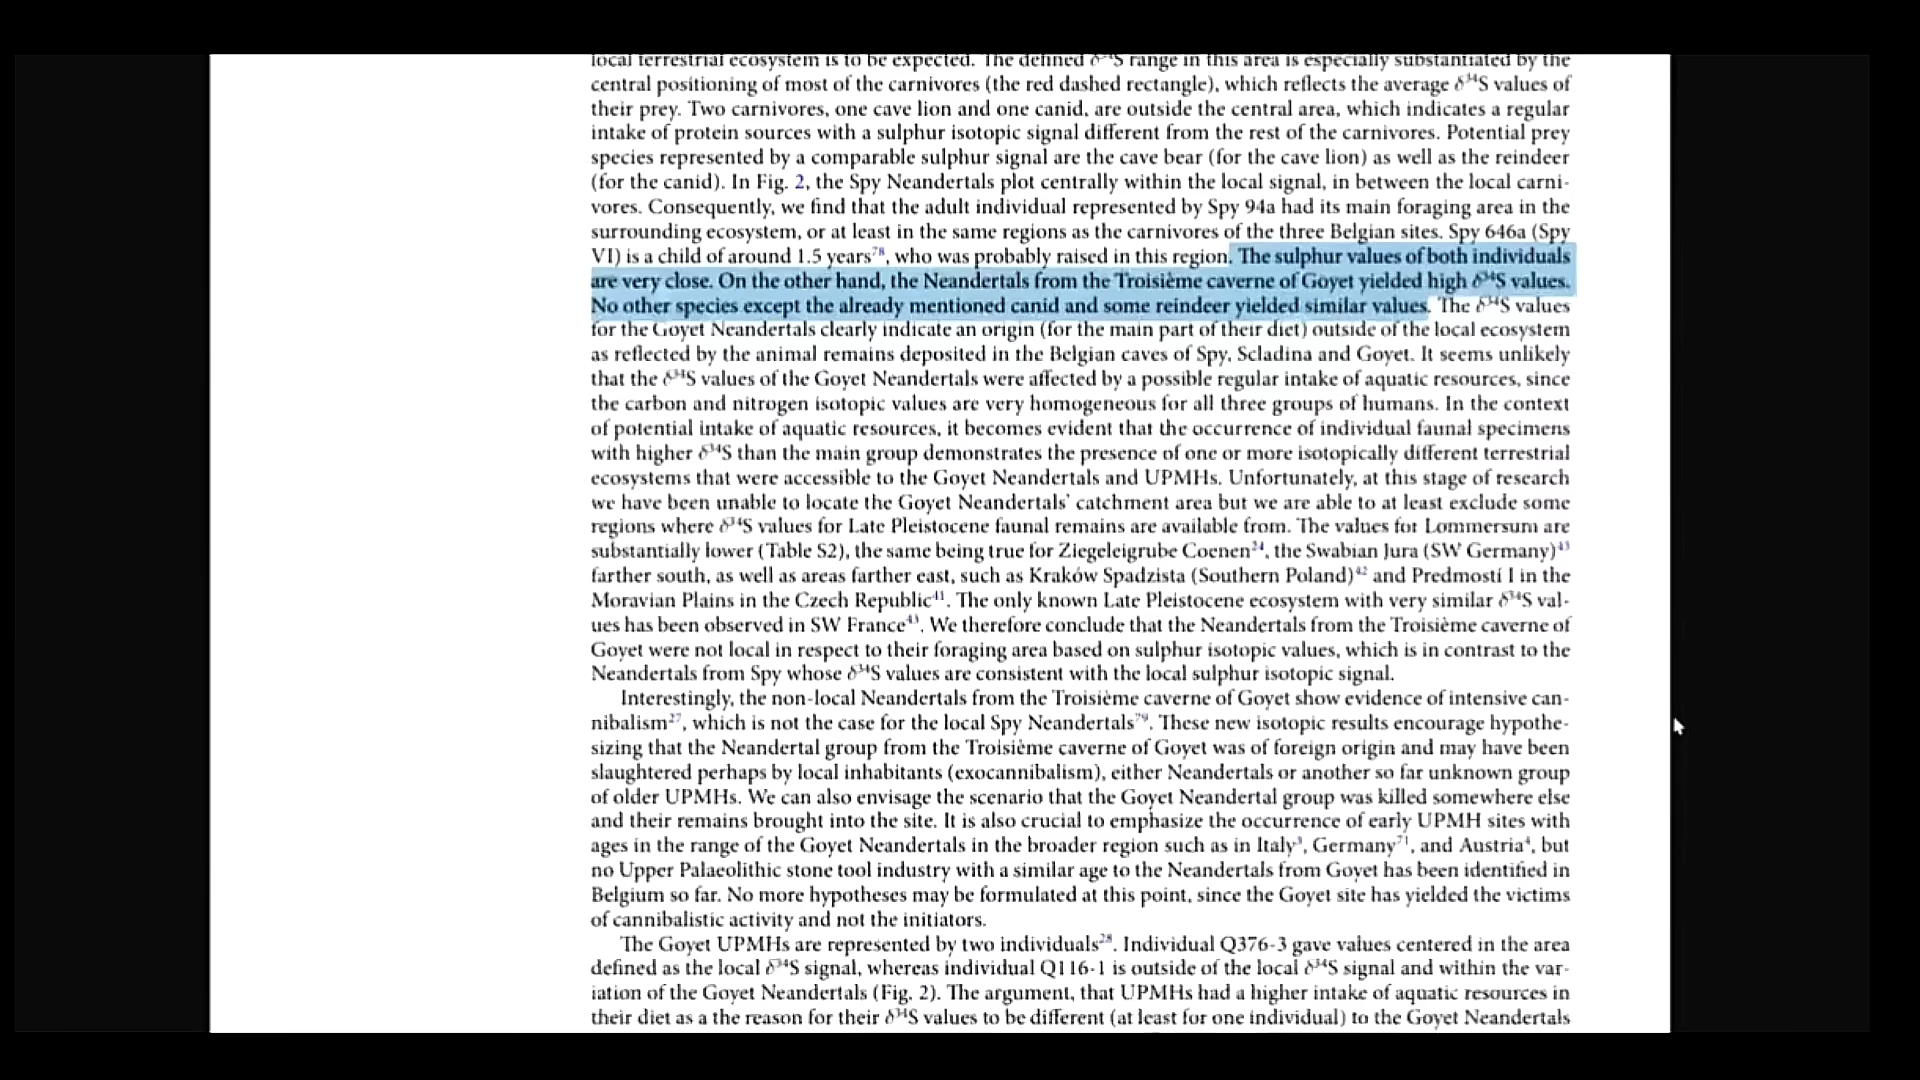 local terrestrial ecosystem is to be expected. The defined δ³⁴S range in this area is especially substantiated by the
central positioning of most of the carnivores (the red dashed rectangle), which reflects the average δ³⁴S values of
their prey. Two carnivores, one cave lion and one canid, are outside the central area, which indicates a regular
intake of protein sources with a sulphur isotopic signal different from the rest of the carnivores. Potential prey
species represented by a comparable sulphur signal are the cave bear (for the cave lion) as well as the reindeer
(for the canid). In Fig. 2, the Spy Neandertals plot centrally within the local signal, in between the local carni-
vores. Consequently, we find that the adult individual represented by Spy 94a had its main foraging area in the
surrounding ecosystem, or at least in the same regions as the carnivores of the three Belgian sites. Spy 646a (Spy
VI) is a child of around 1.5 years⁷⁸, who was probably raised in this region. The sulphur values of both individuals
are very close. On the other hand, the Neandertals from the Troisième caverne of Goyet yielded high δ³⁴S values.
No other species except the already mentioned canid and some reindeer yielded similar values. The δ³⁴S values
for the Goyet Neandertals clearly indicate an origin (for the main part of their diet) outside of the local ecosystem
as reflected by the animal remains deposited in the Belgian caves of Spy, Scladina and Goyet. It seems unlikely
that the δ³⁴S values of the Goyet Neandertals were affected by a possible regular intake of aquatic resources, since
the carbon and nitrogen isotopic values are very homogeneous for all three groups of humans. In the context
of potential intake of aquatic resources, it becomes evident that the occurrence of individual faunal specimens
with higher δ³⁴S than the main group demonstrates the presence of one or more isotopically different terrestrial
ecosystems that were accessible to the Goyet Neandertals and UPMHs. Unfortunately, at this stage of research
we have been unable to locate the Goyet Neandertals' catchment area but we are able to at least exclude some
regions where δ³⁴S values for Late Pleistocene faunal remains are available from. The values for Lommersum are
substantially lower (Table S2), the same being true for Ziegeleigrube Coenen²⁴, the Swabian Jura (SW Germany)⁴³
farther south, as well as areas farther east, such as Kraków Spadzista (Southern Poland)⁴² and Predmostí I in the
Moravian Plains in the Czech Republic⁴¹. The only known Late Pleistocene ecosystem with very similar δ³⁴S val-
ues has been observed in SW France⁴³. We therefore conclude that the Neandertals from the Troisième caverne of
Goyet were not local in respect to their foraging area based on sulphur isotopic values, which is in contrast to the
Neandertals from Spy whose δ³⁴S values are consistent with the local sulphur isotopic signal.
Interestingly, the non-local Neandertals from the Troisième caverne of Goyet show evidence of intensive can-
nibalism²⁷, which is not the case for the local Spy Neandertals⁷⁹. These new isotopic results encourage hypothe-
sizing that the Neandertal group from the Troisième caverne of Goyet was of foreign origin and may have been
slaughtered perhaps by local inhabitants (exocannibalism), either Neandertals or another so far unknown group
of older UPMHs. We can also envisage the scenario that the Goyet Neandertal group was killed somewhere else
and their remains brought into the site. It is also crucial to emphasize the occurrence of early UPMH sites with
ages in the range of the Goyet Neandertals in the broader region such as in Italy³, Germany⁷¹, and Austria⁴, but
no Upper Palaeolithic stone tool industry with a similar age to the Neandertals from Goyet has been identified in
Belgium so far. No more hypotheses may be formulated at this point, since the Goyet site has yielded the victims
of cannibalistic activity and not the initiators.
The Goyet UPMHs are represented by two individuals²⁸. Individual Q376-3 gave values centered in the area
defined as the local δ³⁴S signal, whereas individual Q116-1 is outside of the local δ³⁴S signal and within the var-
iation of the Goyet Neandertals (Fig. 2). The argument, that UPMHs had a higher intake of aquatic resources in
their diet as a the reason for their δ³⁴S values to be different (at least for one individual) to the Goyet Neandertals